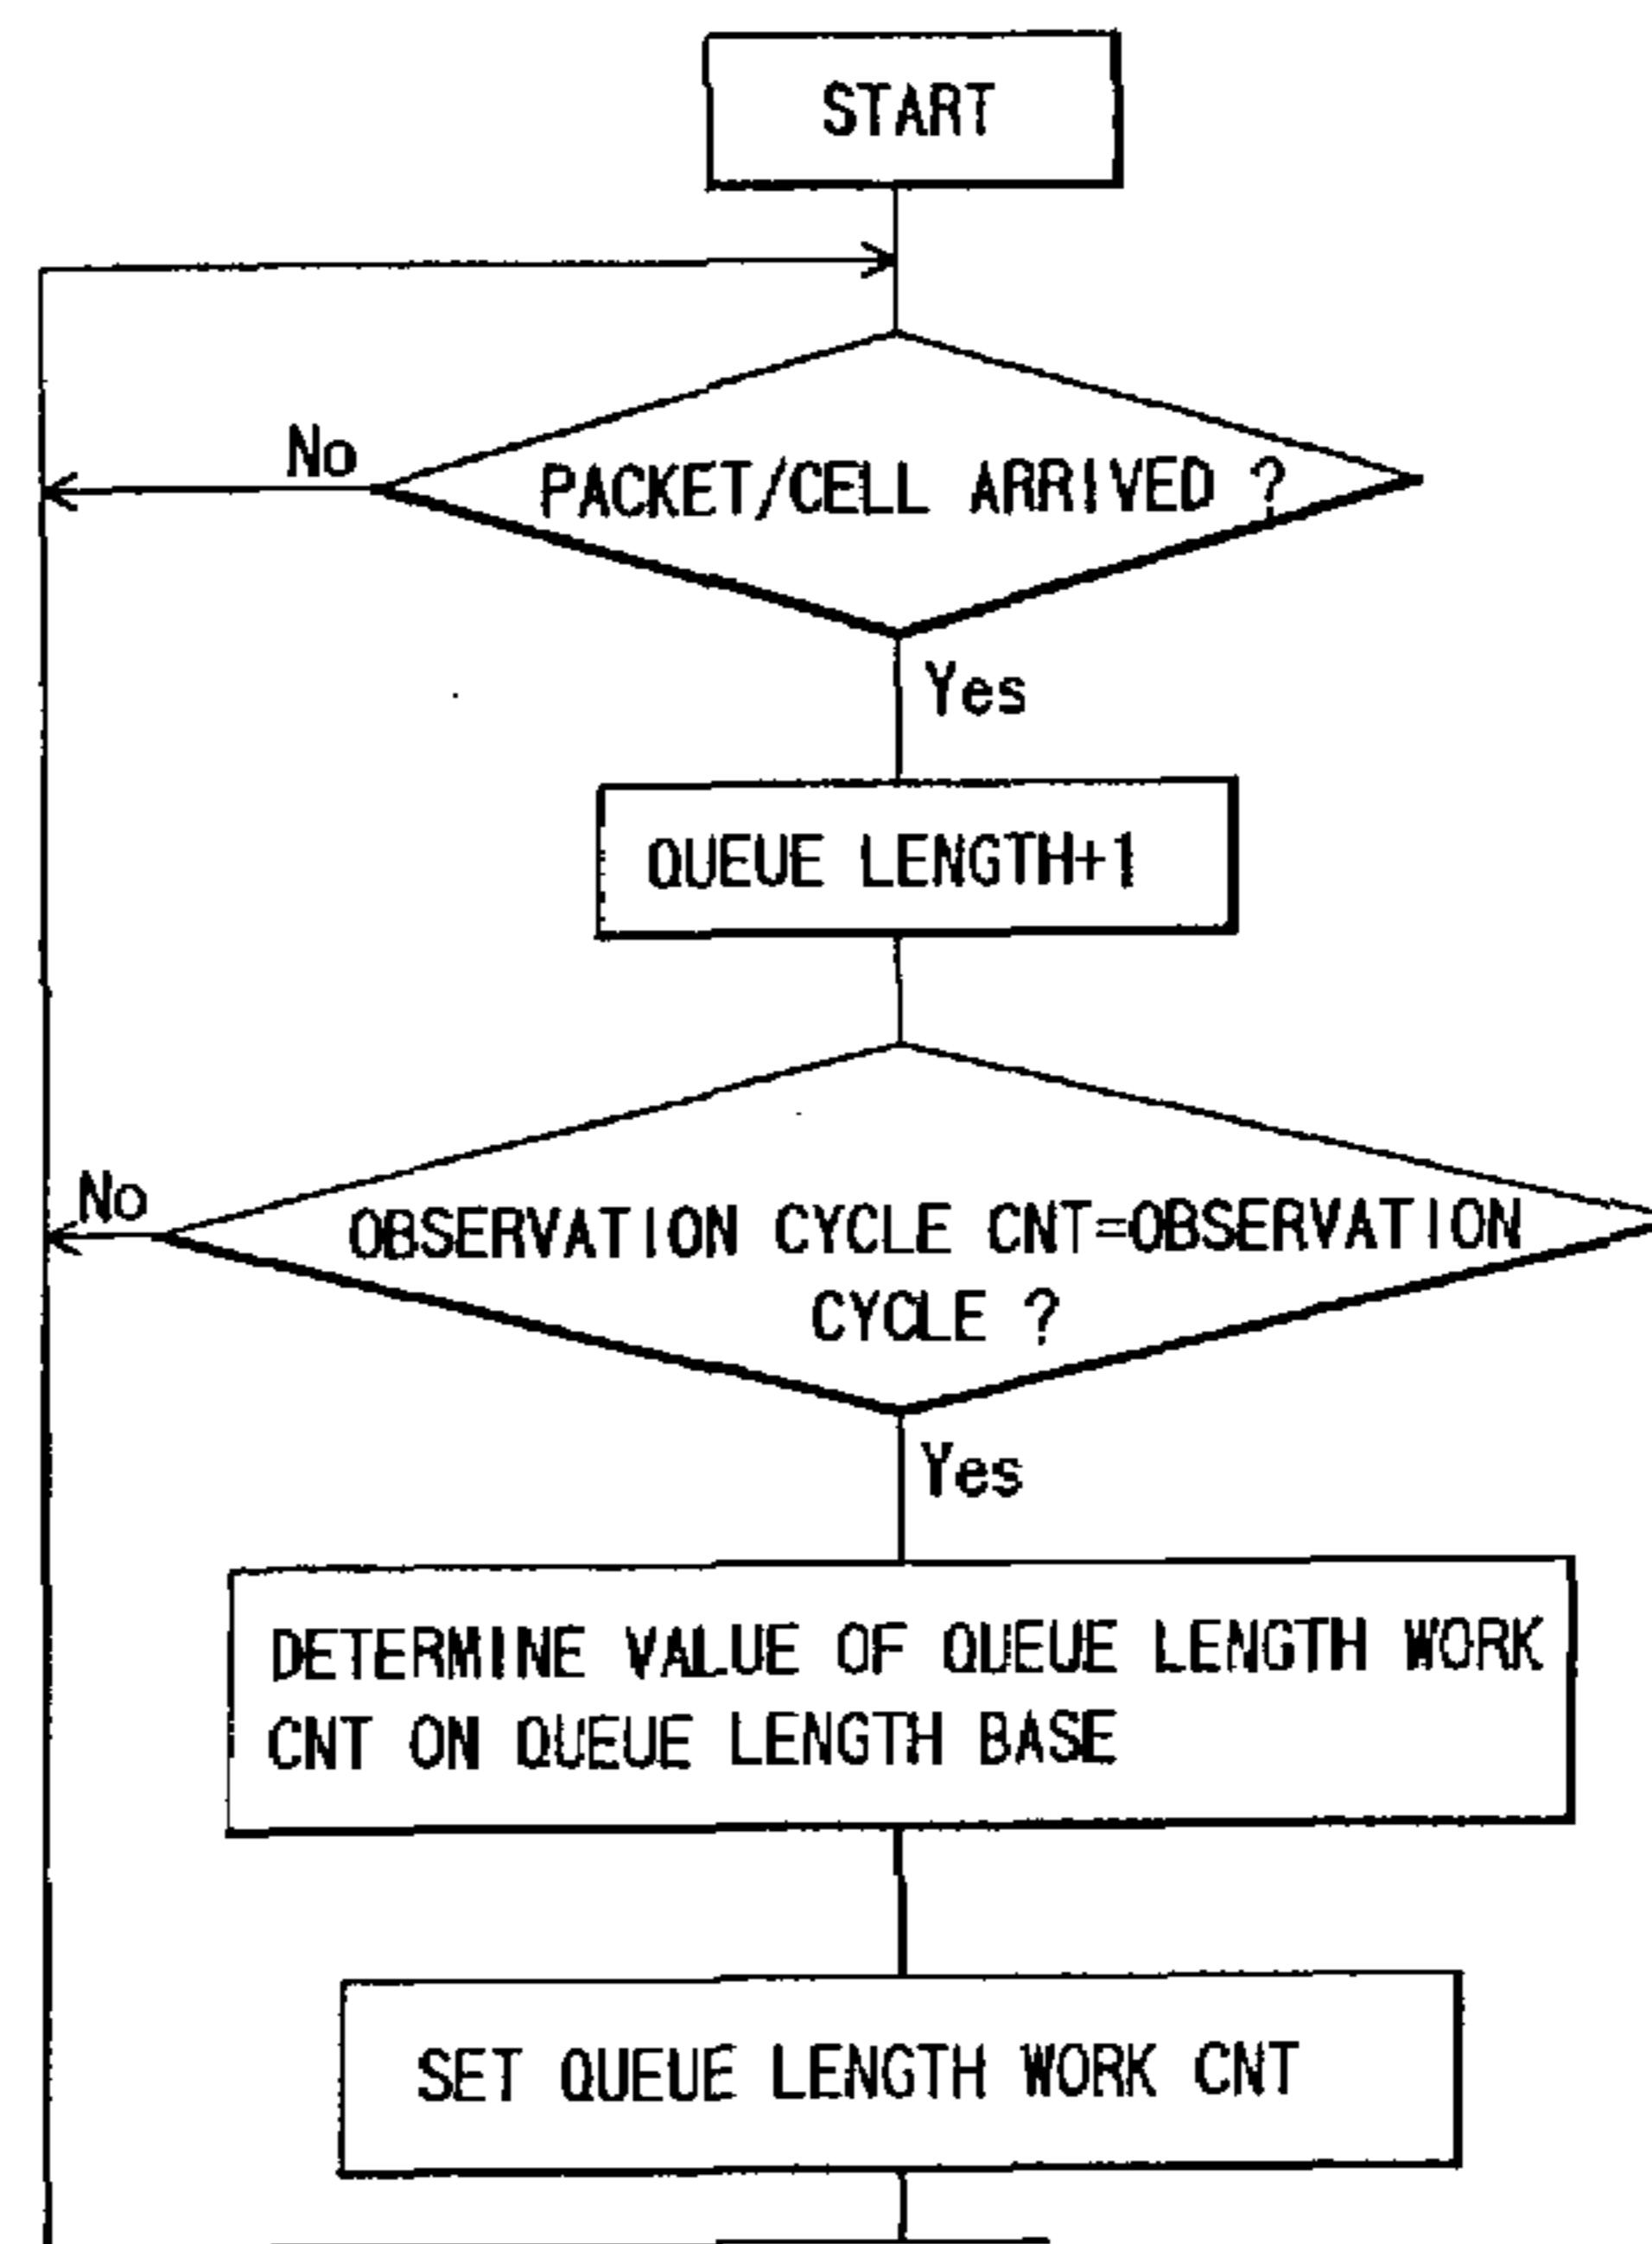 START
No
PACKET/CELL ARRIVED ?
Yes
QUEUE LENGTH+1
No
OBSERVATION CYCLE CNT=OBSERVATION
CYCLE ?
Yes
DETERMINE VALUE OF QUEUE LENGTH WORK
CNT ON QUEUE LENGTH BASE
SET QUEUE LENGTH WORK CNT